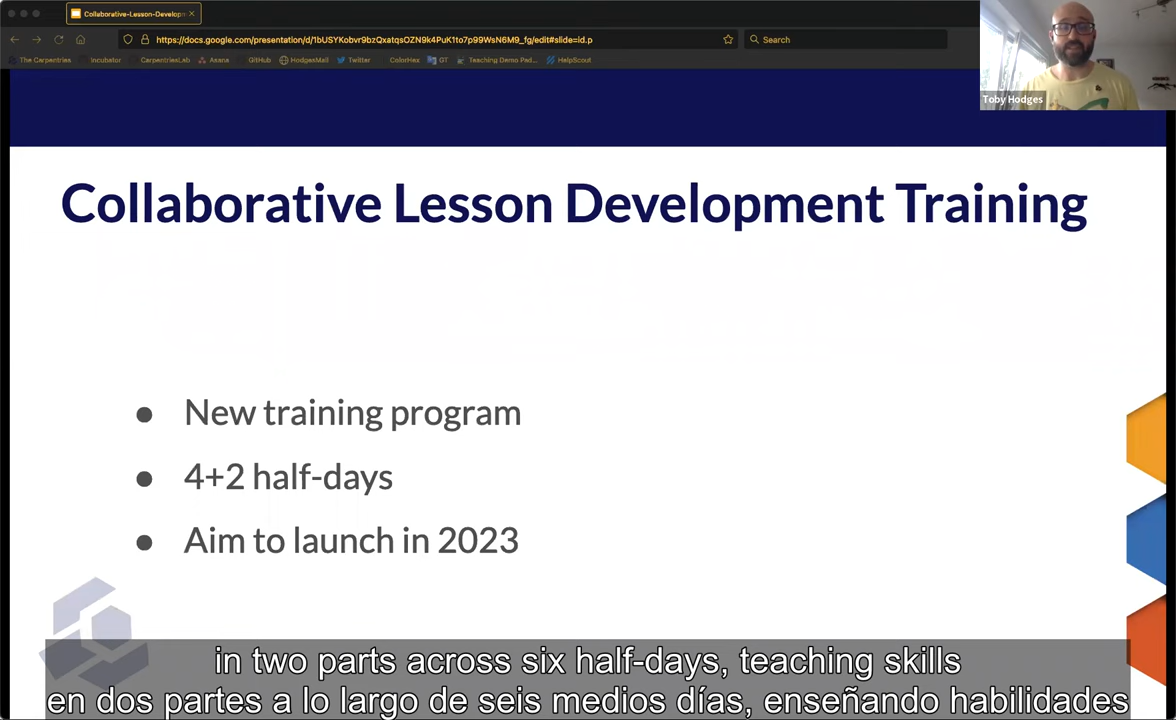 Collaborative-Lesson-Develop
https://docs.google.com/presentation/d/1bUSYKobvr9bzQxatqsOZN9k4PuK1to7p99WsN6M9_fg/edit#slide=id.p
Search
The Carpentries
Incubator
CarpentriesLab
Asana
GitHub
HodgesMail
Twitter
ColorHex
GT
Teaching Demo Pad...
HelpScout
Toby Hodges
Collaborative Lesson Development Training
● New training program
● 4+2 half-days
● Aim to launch in 2023
in two parts across six half-days, teaching skills
en dos partes a lo largo de seis medios días, enseñando habilidades